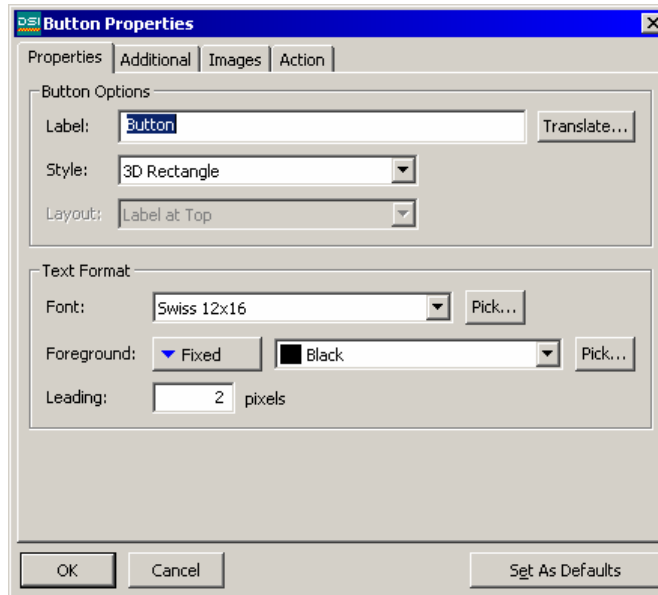 DSI Button Properties
Properties Additional Images Action
Button Options
Label: Button Translate...
Style: 3D Rectangle
Layout: Label at Top
Text Format
Font: Swiss 12x16 Pick...
Foreground: Fixed Black Pick...
Leading: 2 pixels
OK Cancel Set As Defaults